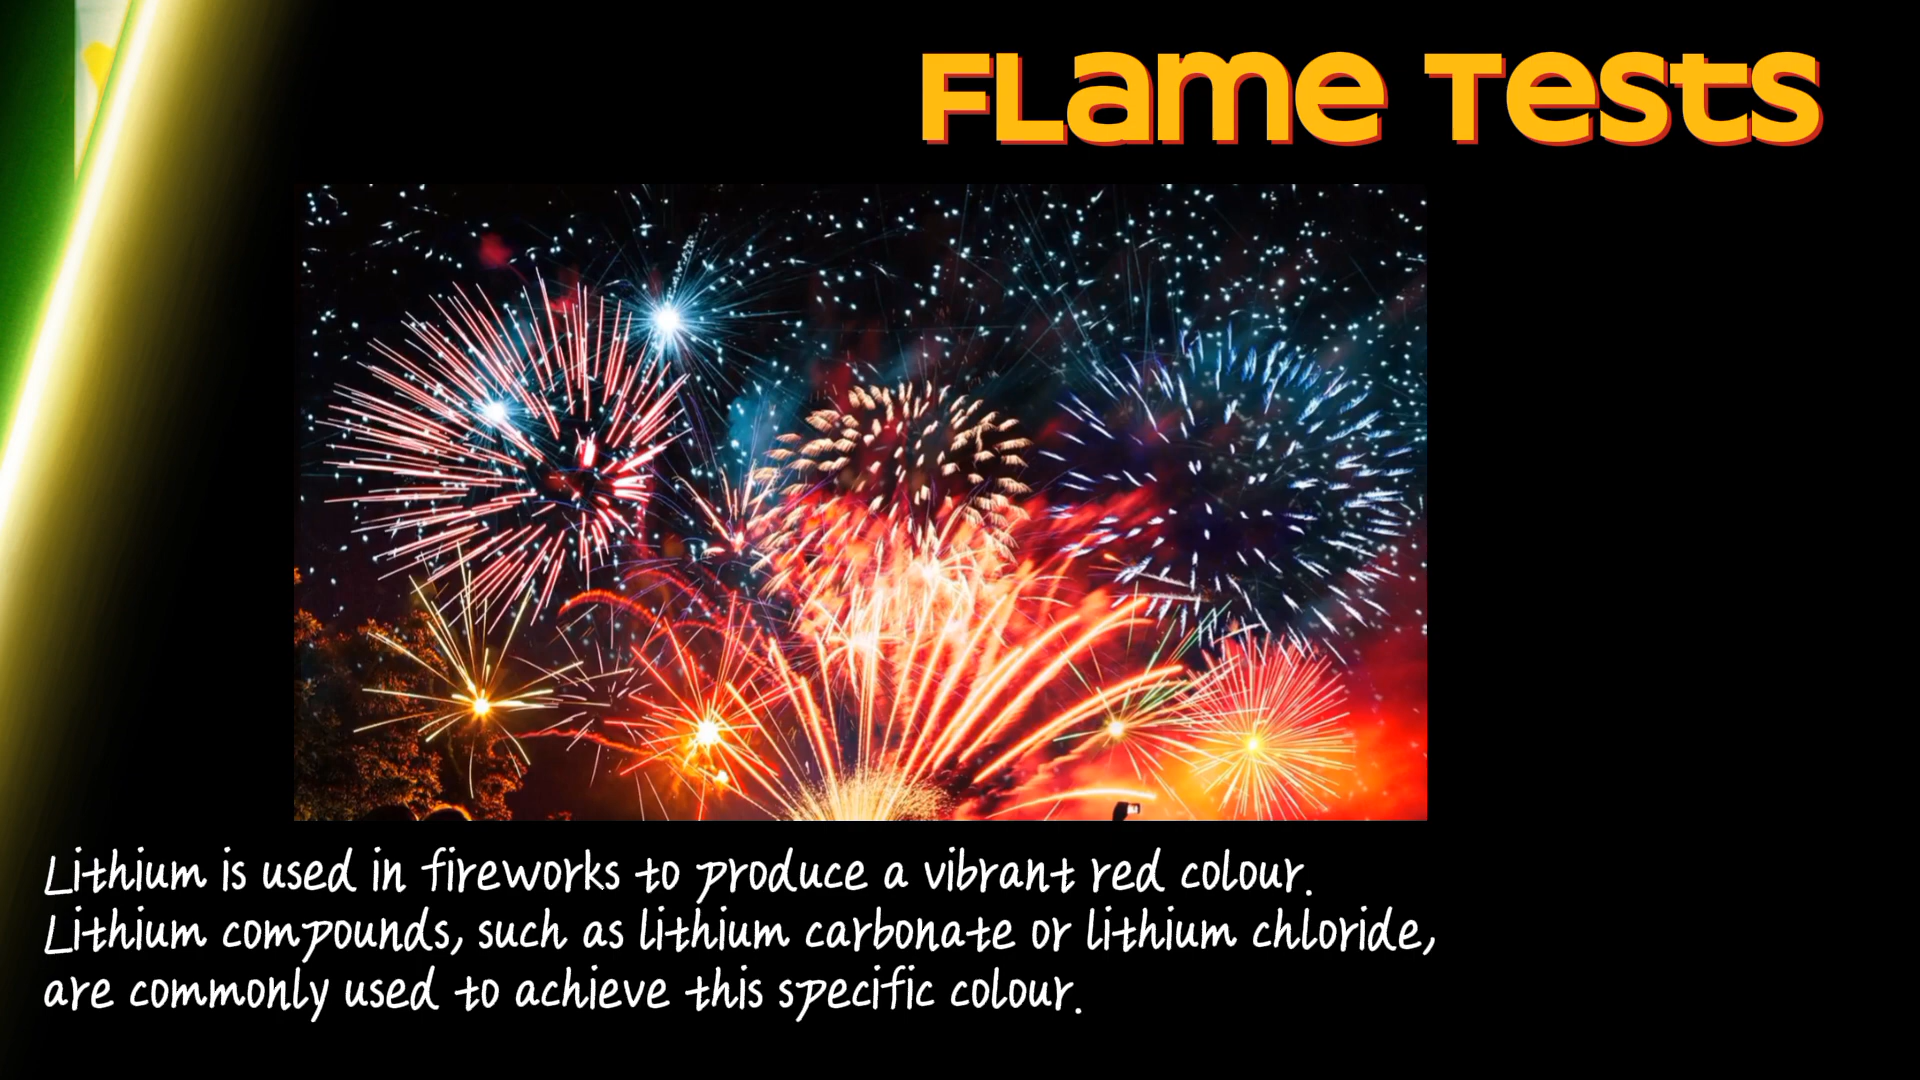 Flame Tests
Lithium is used in fireworks to produce a vibrant red colour.
Lithium compounds, such as lithium carbonate or lithium chloride,
are commonly used to achieve this specific colour.